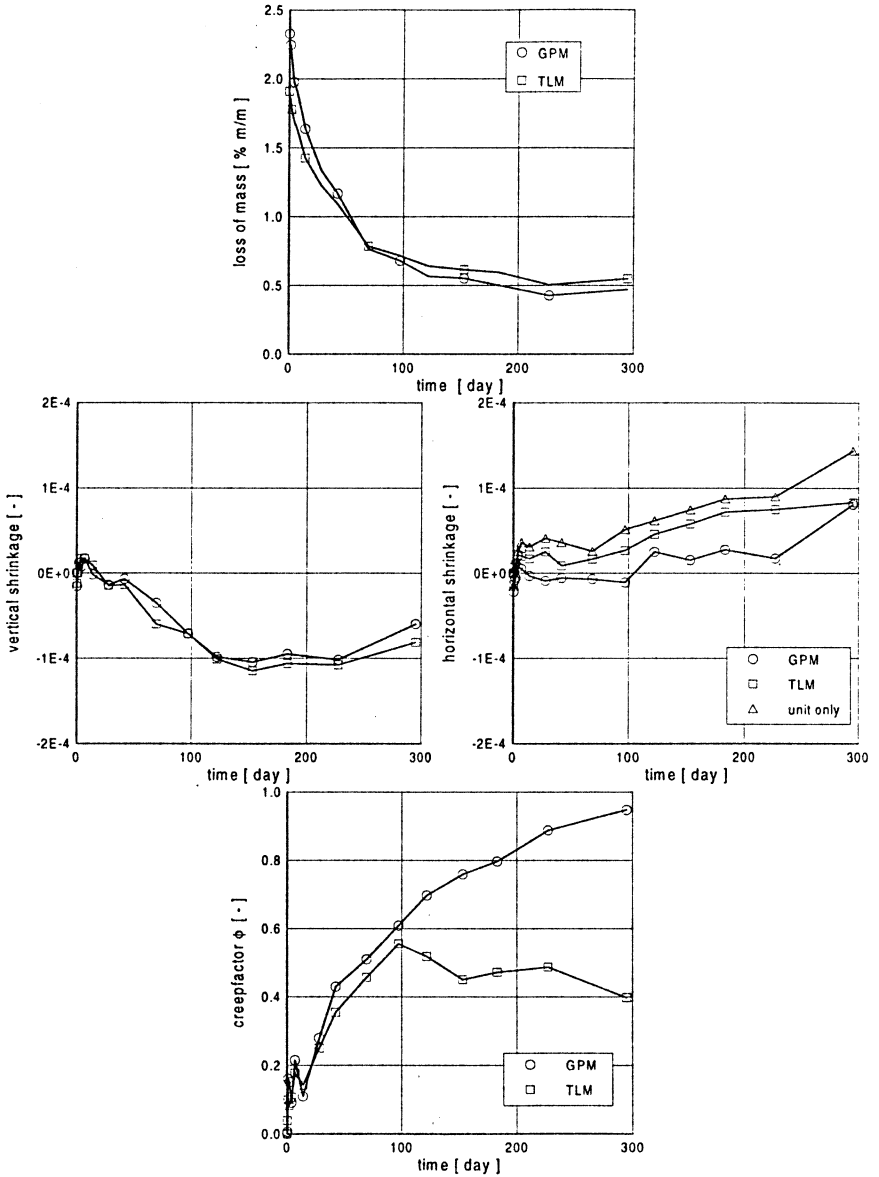 2.5
2.0
1.5
1.0
0.5
0.0
loss of mass [ % m/m ]
GPM
TLM
0 100 200 300
time [ day ]
2E-4
1E-4
0E+0
-1E-4
-2E-4
vertical shrinkage [ - ]
0 100 200 300
time [ day ]
2E-4
1E-4
0E+0
-1E-4
-2E-4
horizontal shrinkage [ - ]
GPM
TLM
unit only
0 100 200 300
time [ day ]
1.0
0.8
0.6
0.4
0.2
0.0
creepfactor ϕ [ - ]
GPM
TLM
0 100 200 300
time [ day ]